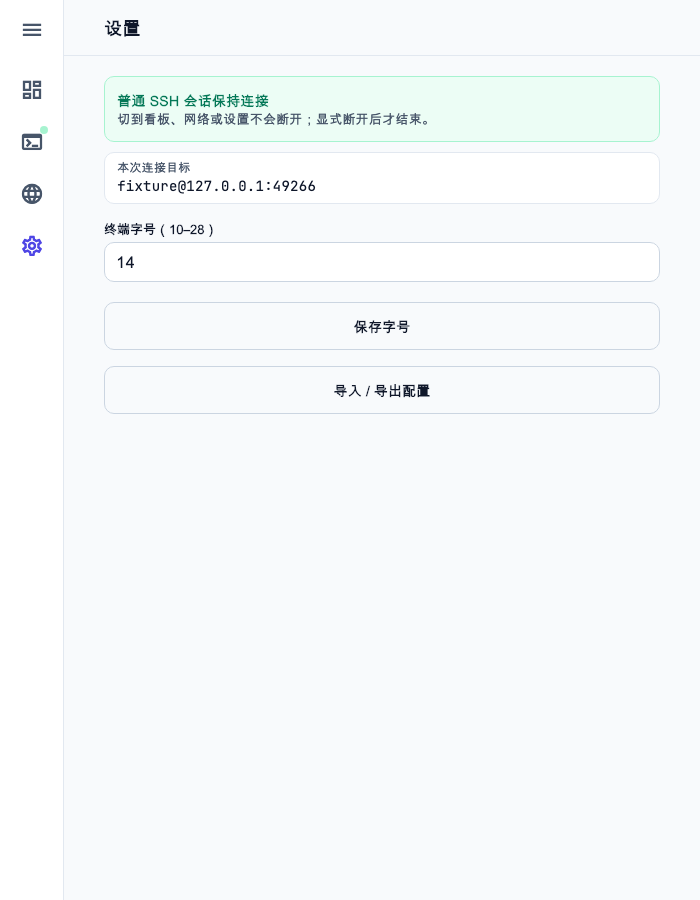 设置
普通 SSH 会话保持连接
切到看板、网络或设置不会断开；显式断开后才结束。
本次连接目标
fixture@127.0.0.1:49266
终端字号（10–28）
14
保存字号
导入 / 导出配置